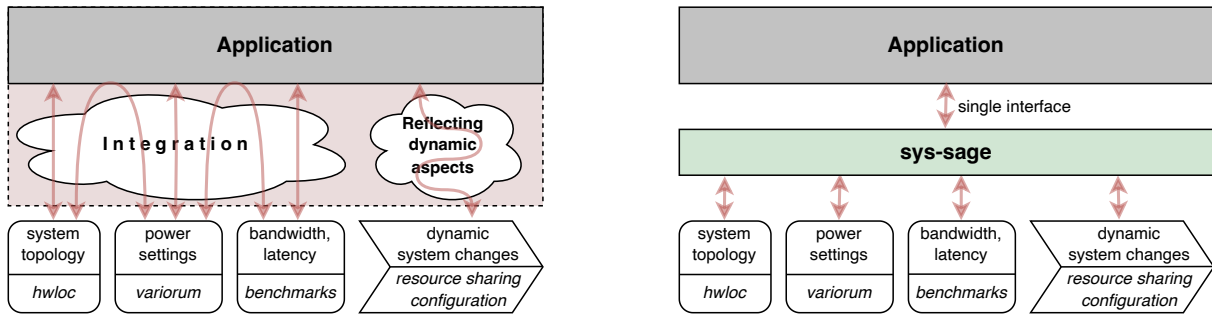 Application
I n t e g r a t i o n
Reflecting
dynamic
aspects
system
topology
hwloc
power
settings
variorum
bandwidth,
latency
benchmarks
dynamic
system changes
resource sharing
configuration
Application
single interface
sys-sage
system
topology
hwloc
power
settings
variorum
bandwidth,
latency
benchmarks
dynamic
system changes
resource sharing
configuration